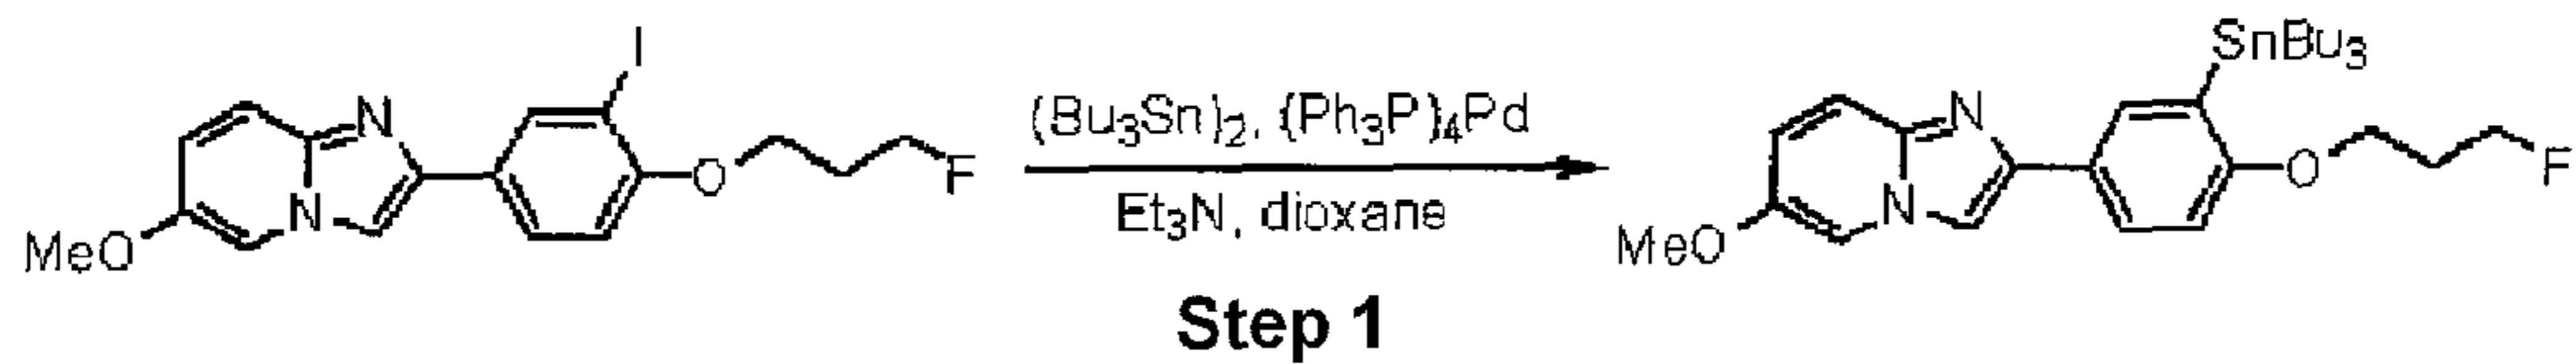 I
N
N
MeO
O
F
(Bu₃Sn)₂, (Ph₃P)₄Pd
Et₃N, dioxane
Step 1
SnBu₃
N
N
MeO
O
F